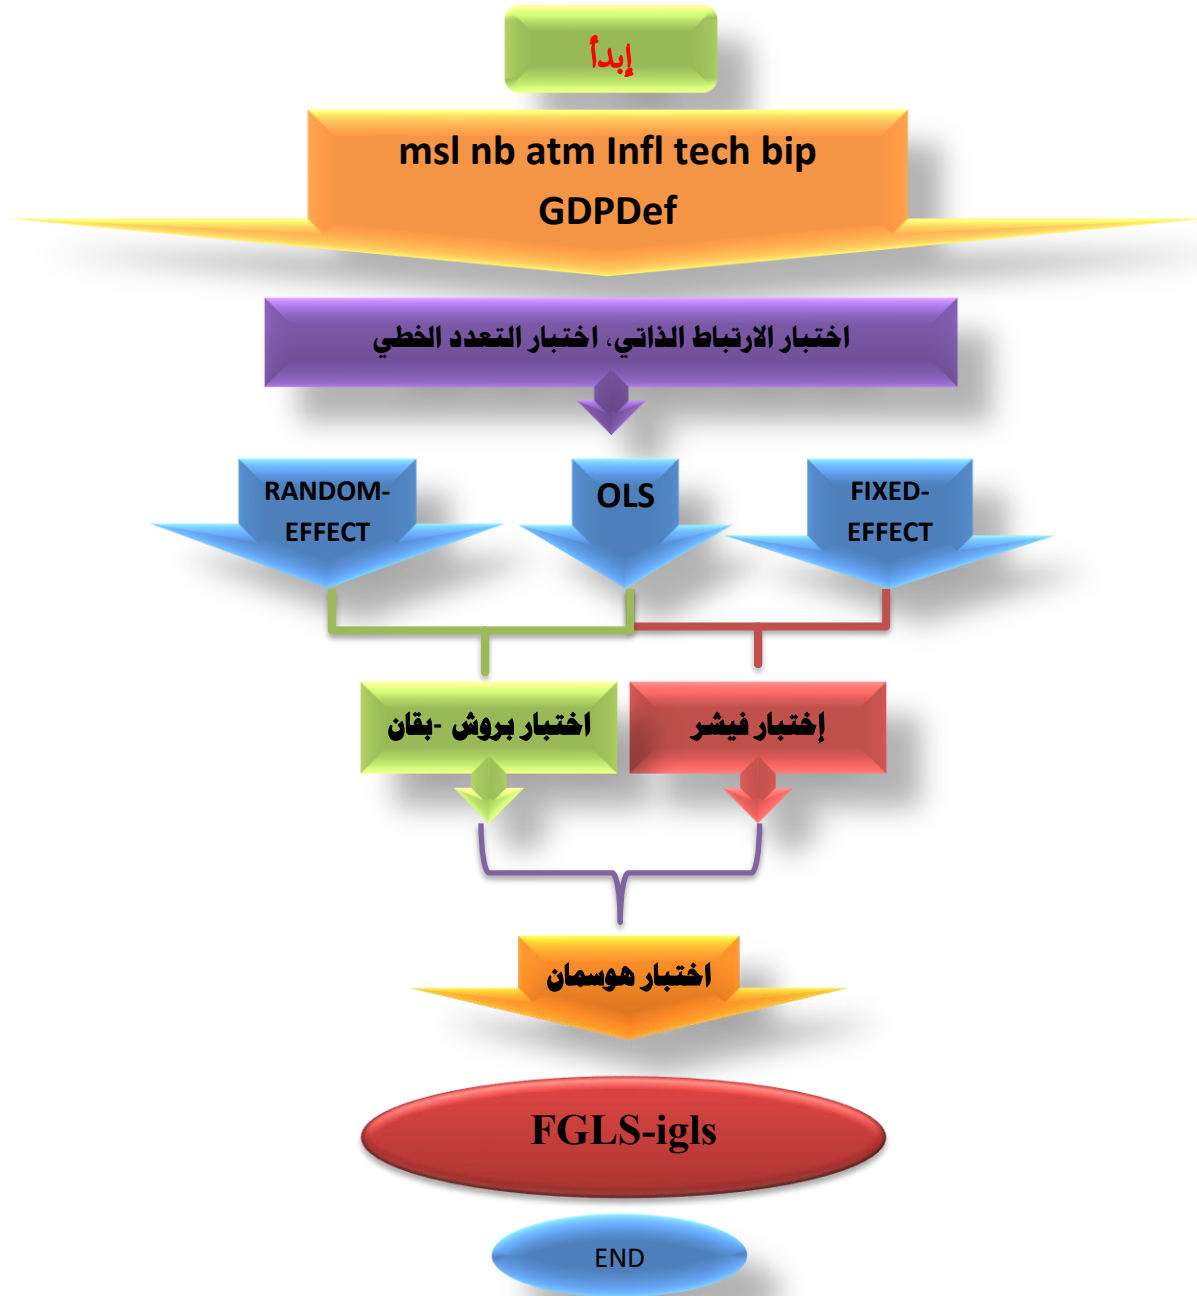 إبدأ
msl nb atm Infl tech bip
GDPDef
اختبار الارتباط الذاتي، اختبار التعدد الخطي
RANDOM-
EFFECT
OLS
FIXED-
EFFECT
اختبار بروش -بقان
إختبار فيشر
اختبار هوسمان
FGLS-igls
END